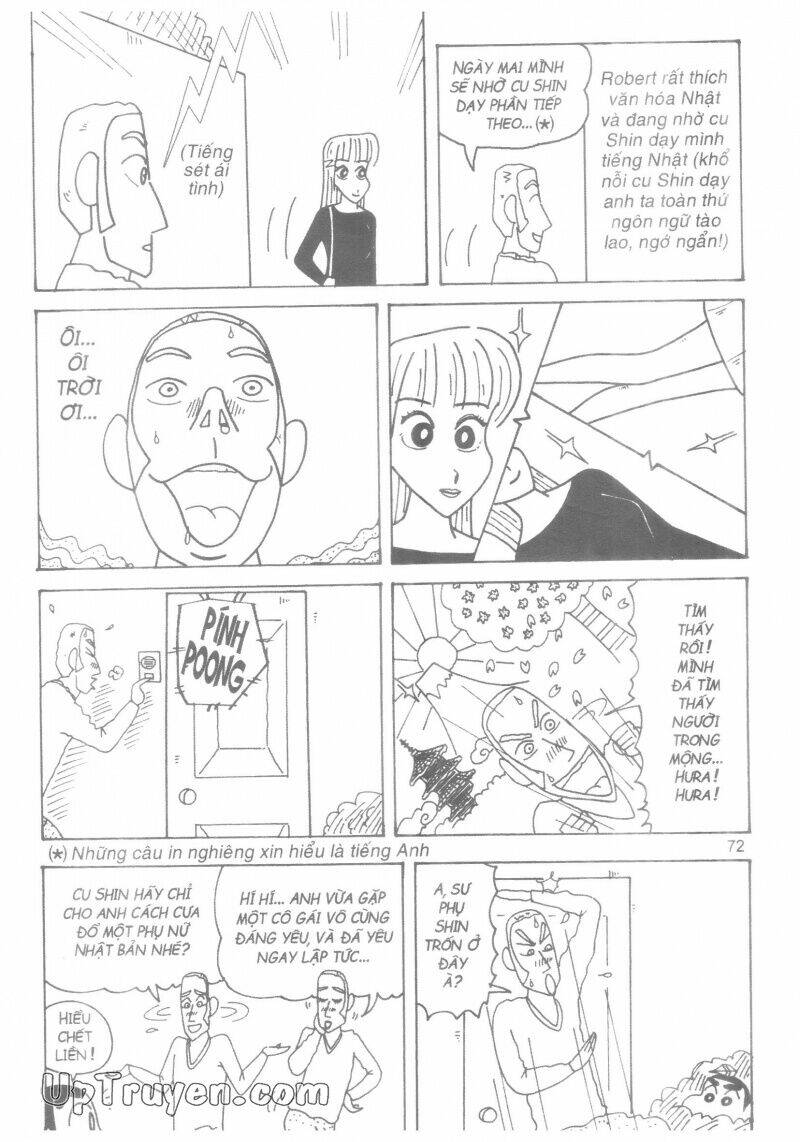 NGÀY MAI MÌNH
SẼ NHỜ CU SHIN
DẠY PHẦN TIẾP
THEO... (*)
Robert rất thích
văn hóa Nhật
và đang nhờ cu
Shin dạy mình
tiếng Nhật (khổ
nỗi cu Shin dạy
anh ta toàn thứ
ngôn ngữ tào
lao, ngớ ngẩn!)
(Tiếng
sét ái
tình)
ÔI...
ÔI
TRỜI
ƠI...
PÍNH
POONG
TÌM
THẤY
RỒI!
MÌNH
ĐÃ TÌM
THẤY
NGƯỜI
TRONG
MỘNG...
HURA!
HURA!
(*) Những câu in nghiêng xin hiểu là tiếng Anh
72
A, SƯ
PHỤ
SHIN
TRỐN Ở
ĐÂY
À?
HÍ HÍ... ANH VỪA GẶP
MỘT CÔ GÁI VÔ CÙNG
ĐÁNG YÊU, VÀ ĐÃ YÊU
NGAY LẬP TỨC...
CU SHIN HÃY CHỈ
CHO ANH CÁCH CƯA
ĐỔ MỘT PHỤ NỮ
NHẬT BẢN NHÉ?
HIỂU
CHẾT
LIỀN!
UpTruyen.com